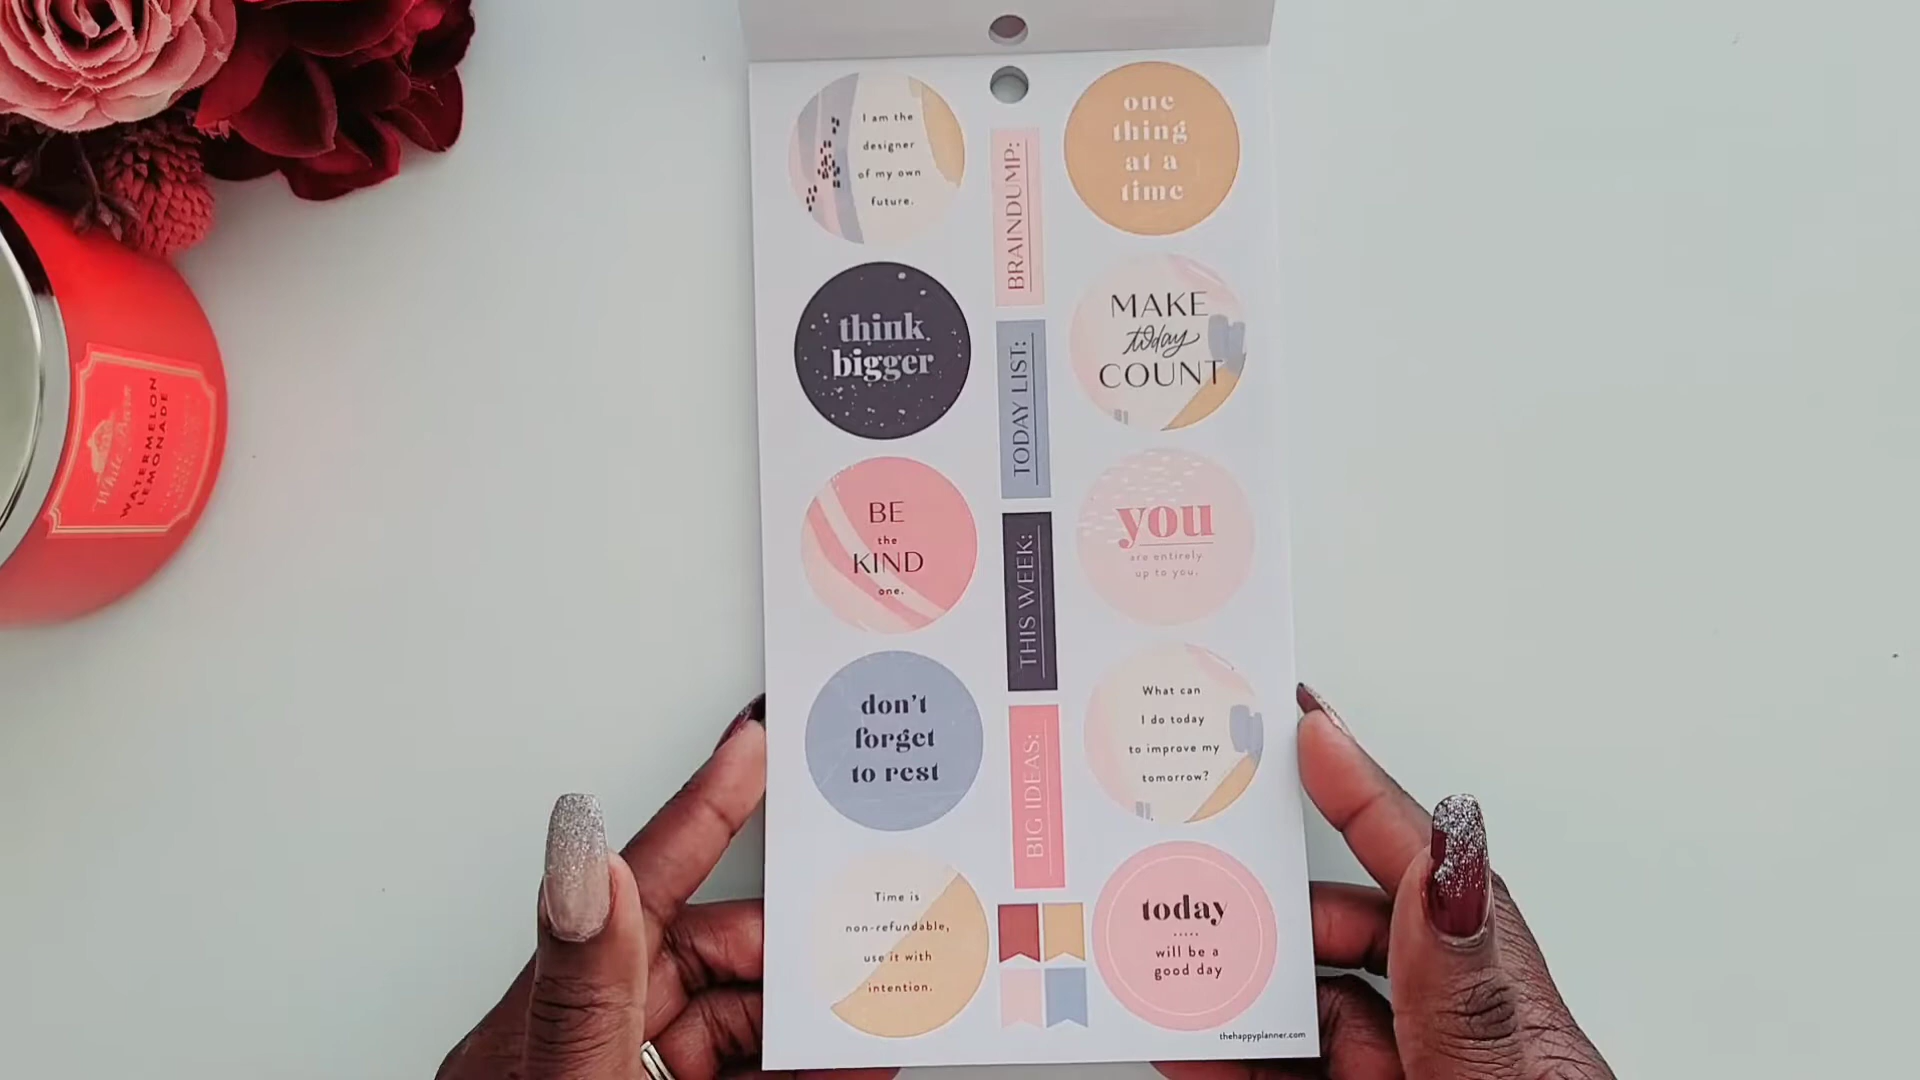 I am the
designer
of my own
future.
BRAINDUMP:
one
thing
at a
time
think
bigger
TODAY LIST:
MAKE
today
COUNT
BE
the
KIND
one.
THIS WEEK:
you
are entirely
up to you.
don't
forget
to rest
BIG IDEAS:
What can
I do today
to improve my
tomorrow?
Time is
non-refundable,
use it with
intention.
today
will be a
good day
thehappyplanner.com
White Barn
WATERMELON
LEMONADE